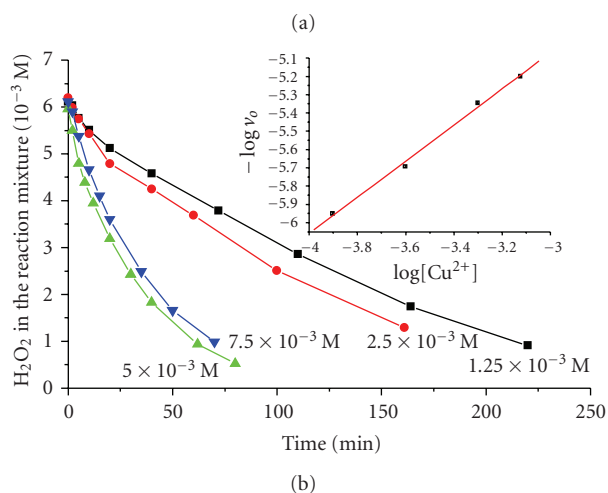 (a)
7
6
5
4
3
2
1
0
H₂O₂ in the reaction mixture (10⁻³ M)
−5.1
−5.2
−5.3
−5.4
−5.5
−5.6
−5.7
−5.8
−5.9
−6
− log νₒ
−4 −3.8 −3.6 −3.4 −3.2 −3
log[Cu²⁺]
7.5 × 10⁻³ M
5 × 10⁻³ M
2.5 × 10⁻³ M
1.25 × 10⁻³ M
0 50 100 150 200 250
Time (min)
(b)